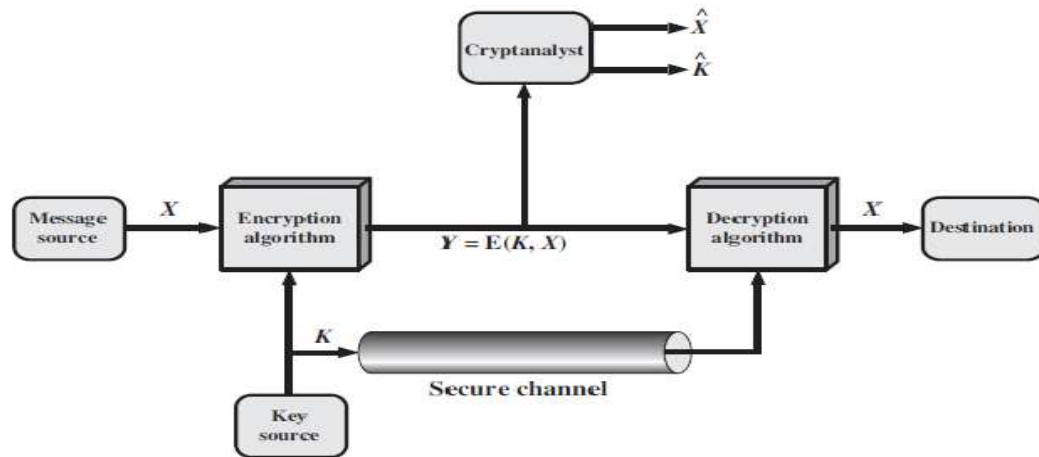 X̂
Cryptanalyst
K̂
Message
source
X
Encryption
algorithm
Y = E(K, X)
Decryption
algorithm
X
Destination
K
Secure channel
Key
source